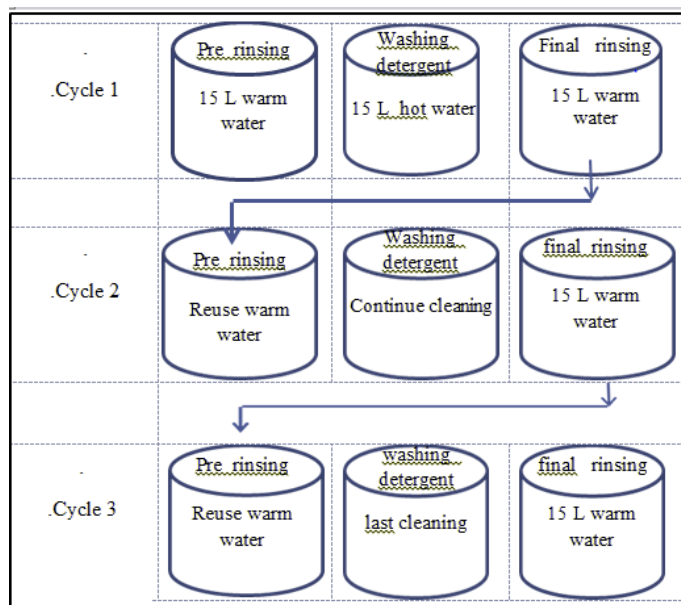 .
.Cycle 1
Pre rinsing
15 L warm
water
Washing
detergent
15 L hot water
Final rinsing
15 L warm
water
.
.Cycle 2
Pre rinsing
Reuse warm
water
Washing
detergent
Continue cleaning
final rinsing
15 L warm
water
.
.Cycle 3
Pre rinsing
Reuse warm
water
washing
detergent
last cleaning
final rinsing
15 L warm
water